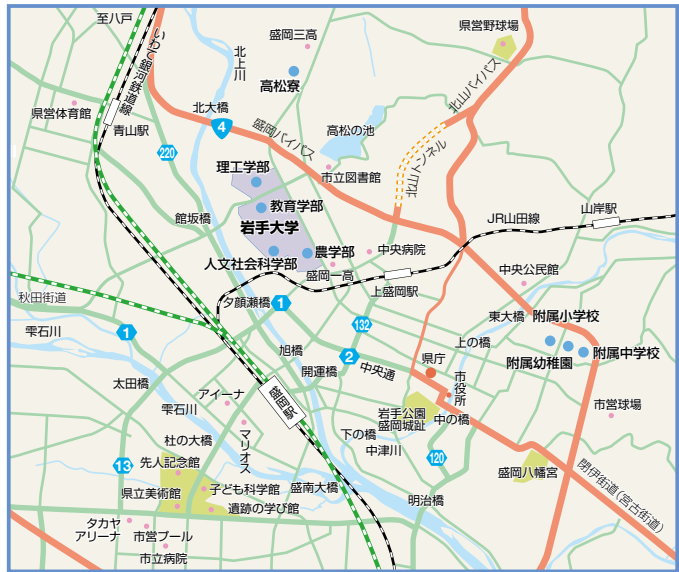 至八戸
いわて銀河鉄道線
北上川
盛岡三高
県営野球場
高松寮
県営体育館
青山駅
北大橋
4
盛岡バイパス
高松の池
北山バイパス
北山トンネル
220
理工学部
市立図書館
教育学部
館坂橋
岩手大学
JR山田線
山岸駅
農学部
人文社会科学部
盛岡一高
中央病院
中央公民館
上盛岡駅
秋田街道
夕顔瀬橋
1
雫石川
1
132
東大橋
附属小学校
旭橋
2
上の橋
附属幼稚園
附属中学校
太田橋
開運橋
中央通
県庁
アイーナ
盛岡駅
市役所
雫石川
岩手公園
盛岡城趾
中の橋
市営球場
杜の大橋
マリオス
下の橋
中津川
13
先人記念館
120
盛岡八幡宮
閉伊街道(宮古街道)
県立美術館
子ども科学館
盛南大橋
遺跡の学び館
明治橋
タカヤ
アリーナ
市営プール
市立病院